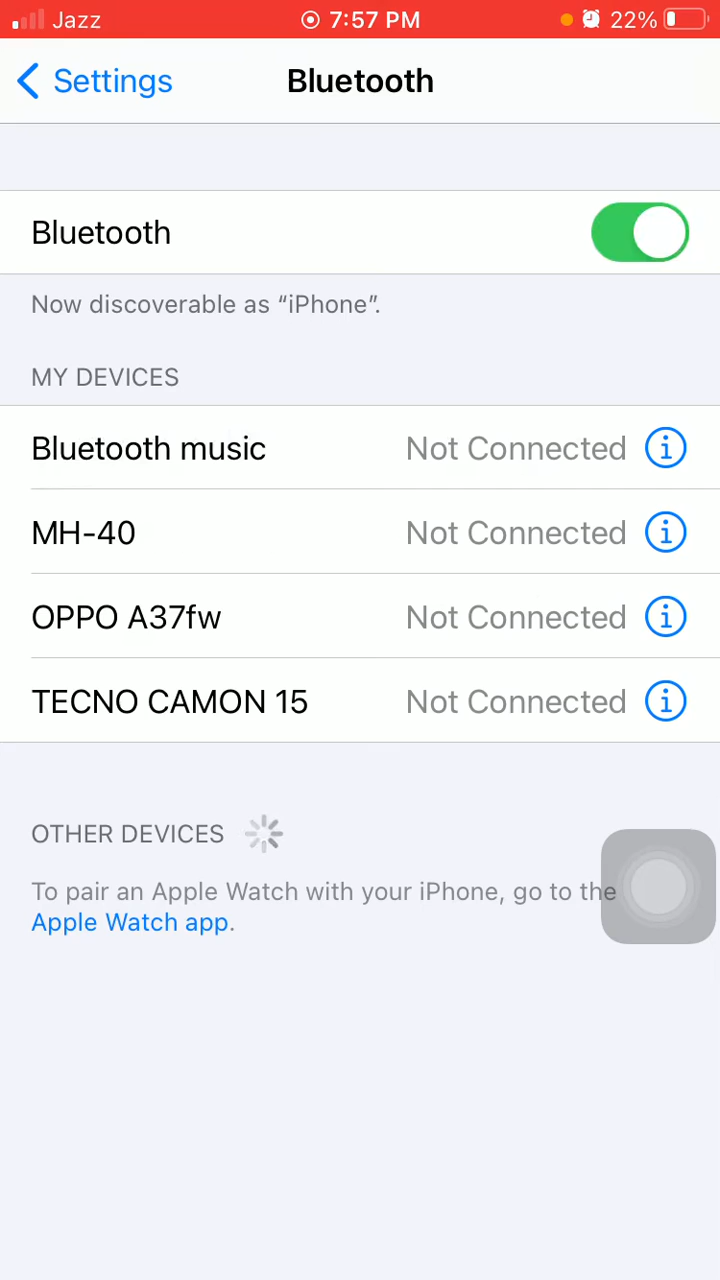 Jazz 7:57 PM 22%
Settings Bluetooth
Bluetooth
Now discoverable as “iPhone”.
MY DEVICES
Bluetooth music Not Connected
MH-40 Not Connected
OPPO A37fw Not Connected
TECNO CAMON 15 Not Connected
OTHER DEVICES
To pair an Apple Watch with your iPhone, go to the
Apple Watch app.